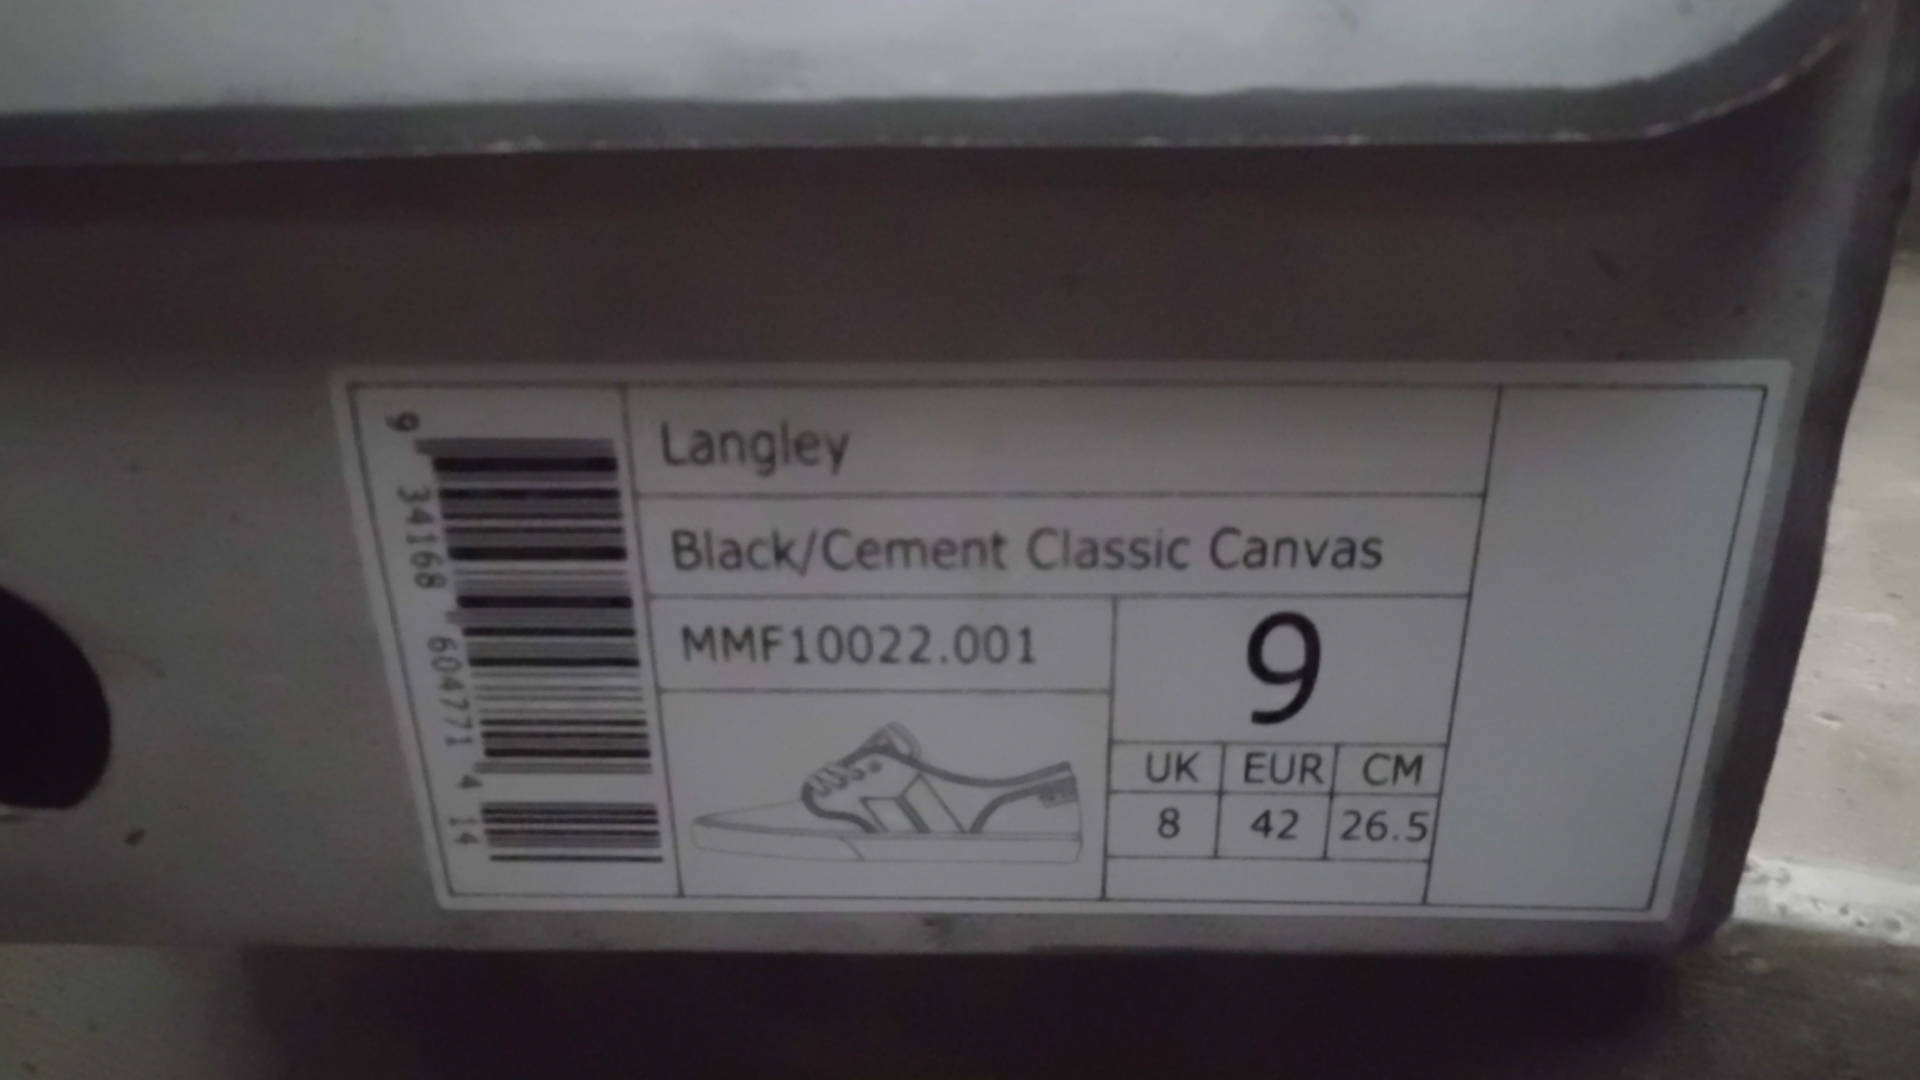 Langley
Black/Cement Classic Canvas
MMF10022.001
9
UK EUR CM
8 42 26.5
9 341686 604771 4 14